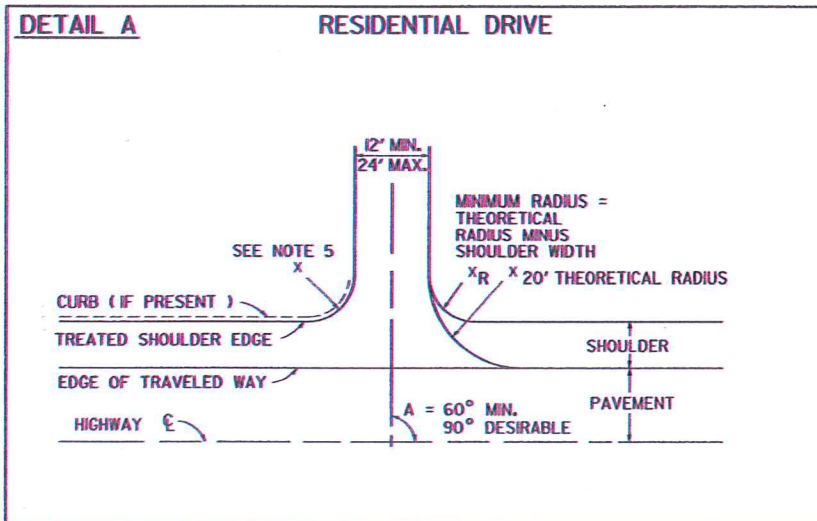 DETAIL A
RESIDENTIAL DRIVE
12' MIN.
24' MAX.
MINIMUM RADIUS =
THEORETICAL
RADIUS MINUS
SHOULDER WIDTH
SEE NOTE 5
X
X R
X 20' THEORETICAL RADIUS
CURB ( IF PRESENT )
TREATED SHOULDER EDGE
SHOULDER
EDGE OF TRAVELED WAY
PAVEMENT
A = 60° MIN.
90° DESIRABLE
HIGHWAY ℄